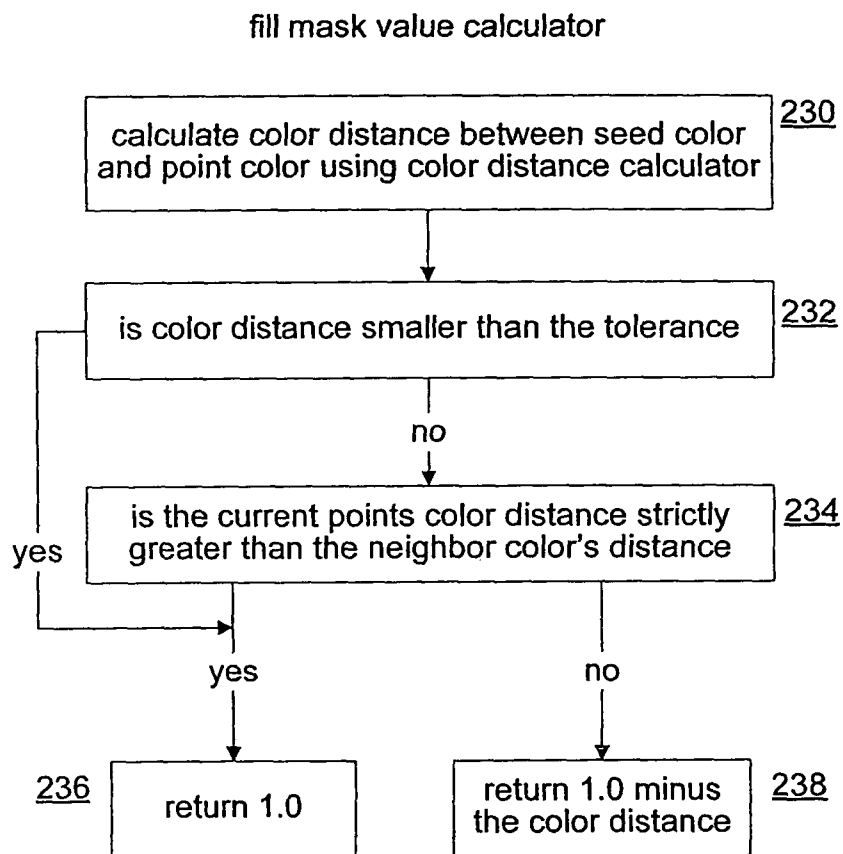 fill mask value calculator
230
calculate color distance between seed color
and point color using color distance calculator
232
is color distance smaller than the tolerance
no
234
is the current points color distance strictly
greater than the neighbor color's distance
yes
yes
no
236
return 1.0
238
return 1.0 minus
the color distance